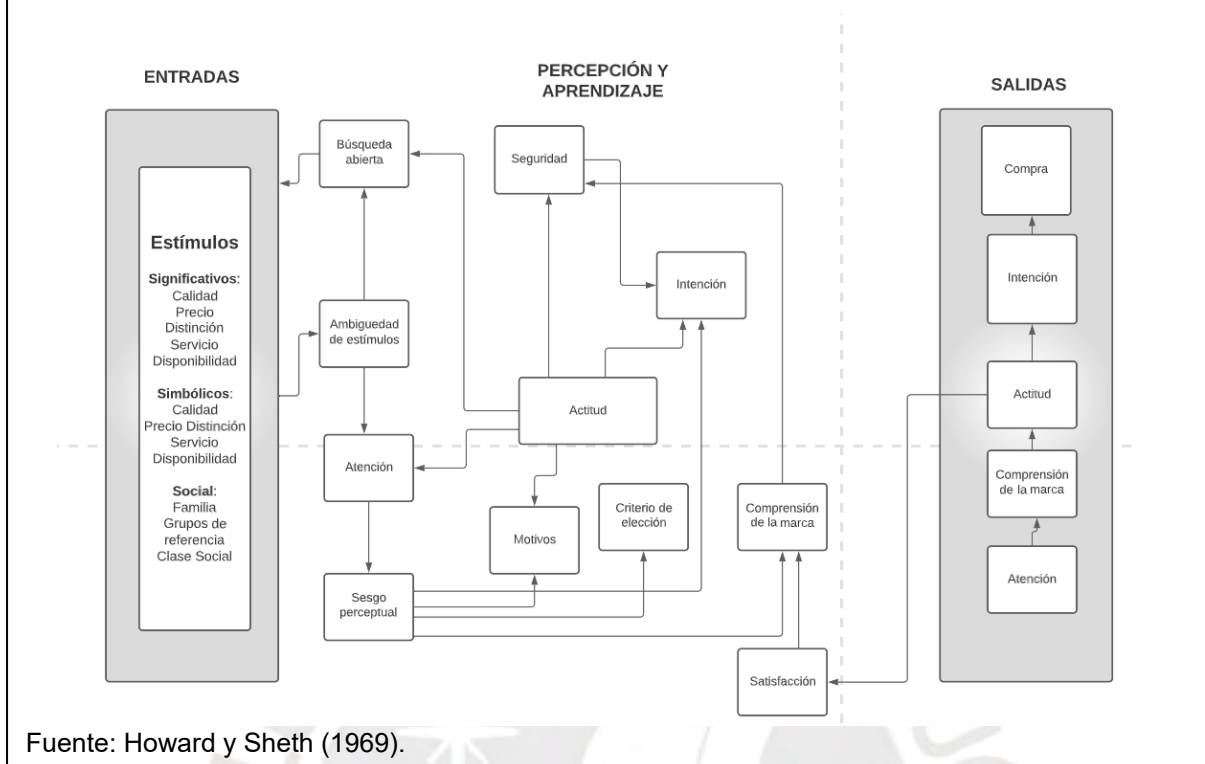 ENTRADAS
PERCEPCIÓN Y
APRENDIZAJE
SALIDAS
Estímulos
Significativos:
Calidad
Precio
Distinción
Servicio
Disponibilidad
Simbólicos:
Calidad
Precio Distinción
Servicio
Disponibilidad
Social:
Familia
Grupos de
referencia
Clase Social
Búsqueda
abierta
Ambiguedad
de estímulos
Atención
Sesgo
perceptual
Seguridad
Intención
Actitud
Motivos
Criterio de
elección
Comprensión
de la marca
Satisfacción
Compra
Intención
Actitud
Comprensión
de la marca
Atención
Fuente: Howard y Sheth (1969).